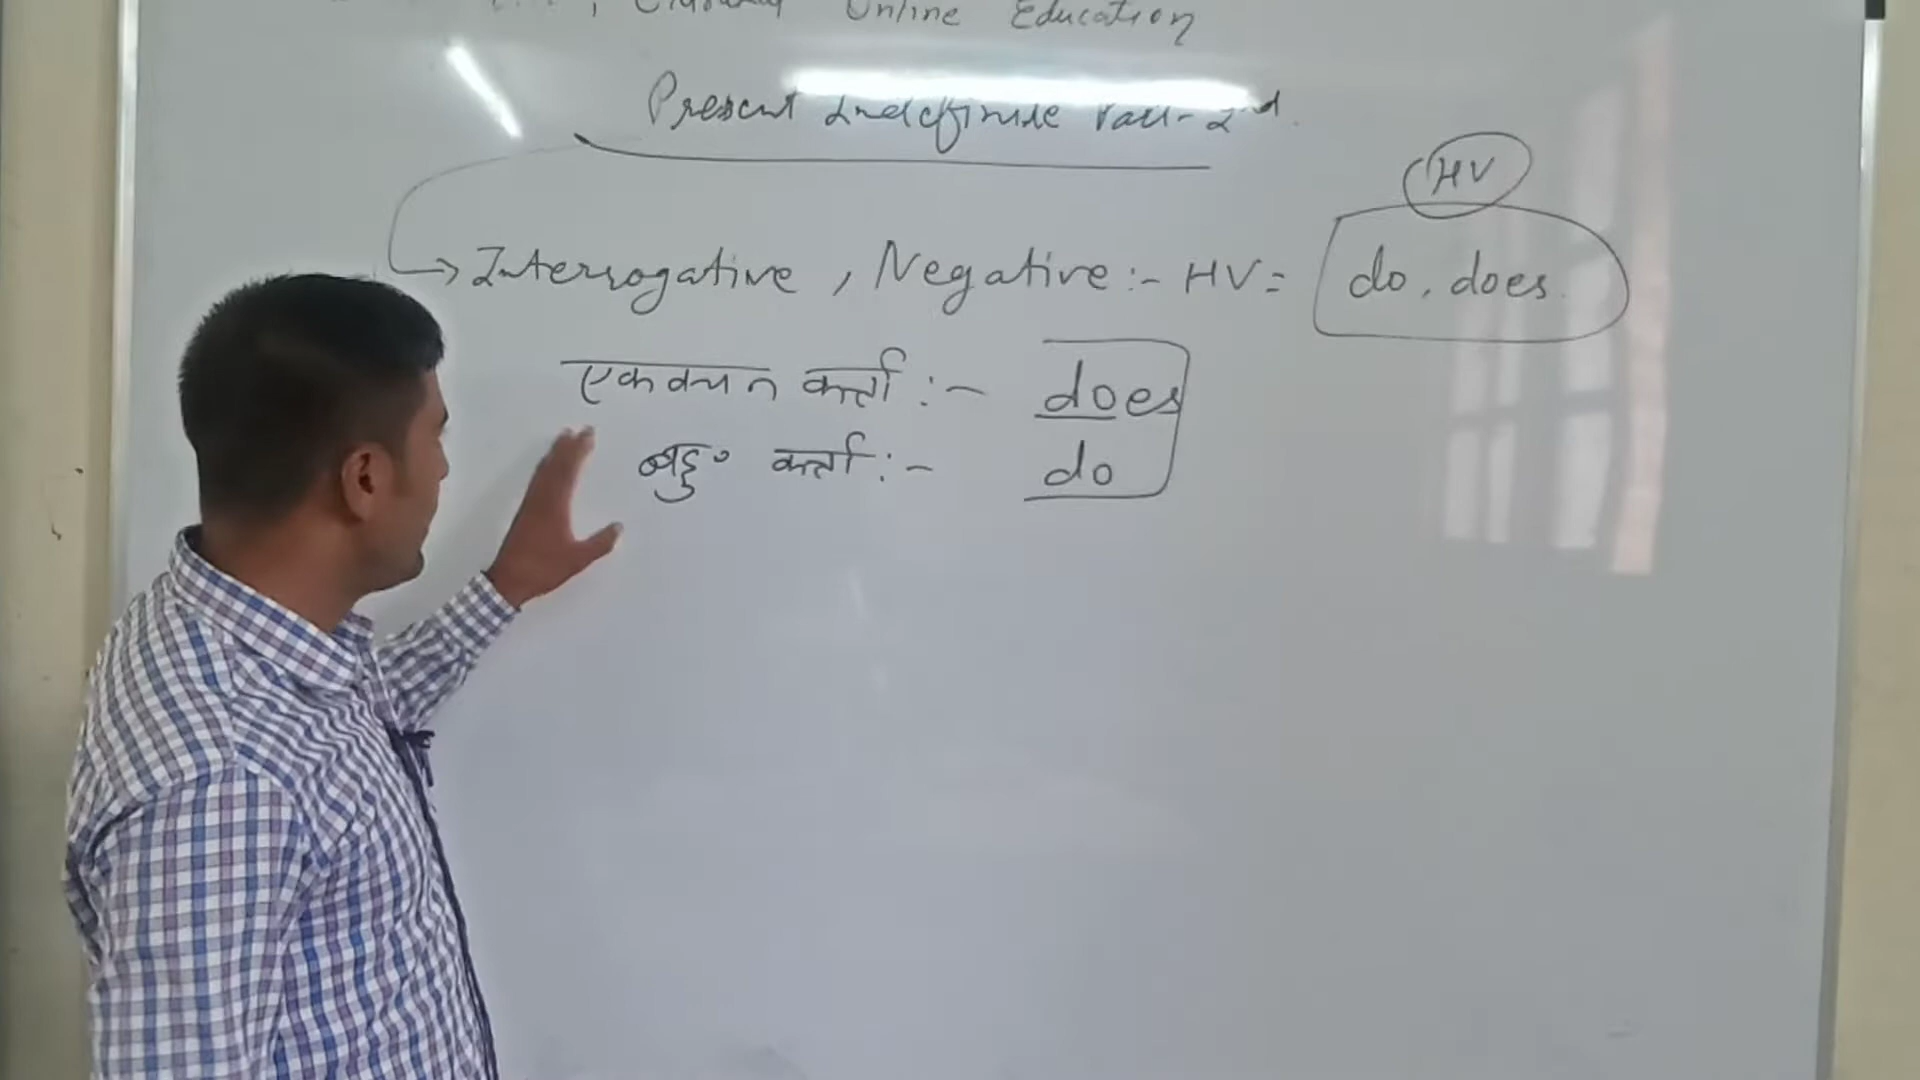 Online Education
Present Indefinite Part-2nd.
HV
Interrogative, Negative:- HV= do, does.
एकवचन कर्त्ता :- does
बहु० कर्त्ता :- do